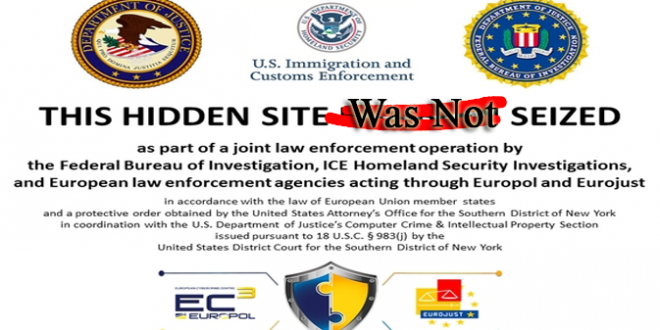 DEPARTMENT OF JUSTICE
QUI PRO DOMINA JUSTITIA SEQUITUR
U.S. DEPARTMENT OF HOMELAND SECURITY
DEPARTMENT OF JUSTICE
FEDERAL BUREAU OF INVESTIGATION
U.S. Immigration and
Customs Enforcement
THIS HIDDEN SITE Was Not SEIZED
as part of a joint law enforcement operation by
the Federal Bureau of Investigation, ICE Homeland Security Investigations,
and European law enforcement agencies acting through Europol and Eurojust
in accordance with the law of European Union member states
and a protective order obtained by the United States Attorney's Office for the Southern District of New York
in coordination with the U.S. Department of Justice's Computer Crime & Intellectual Property Section
issued pursuant to 18 U.S.C. § 983(j) by the
United States District Court for the Southern District of New York
EUROPEAN CYBERCRIME CENTRE
EC3
EUROPOL
EUROJUST